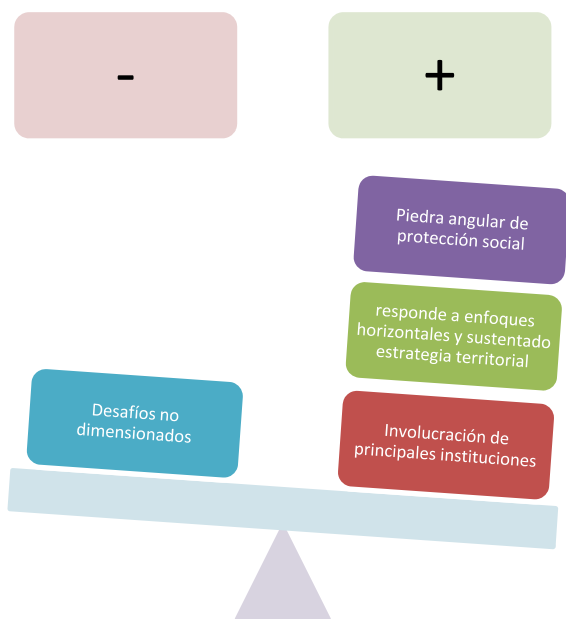 -
+
Piedra angular de
protección social
responde a enfoques
horizontales y sustentado
estrategia territorial
Desafíos no
dimensionados
Involucración de
principales instituciones